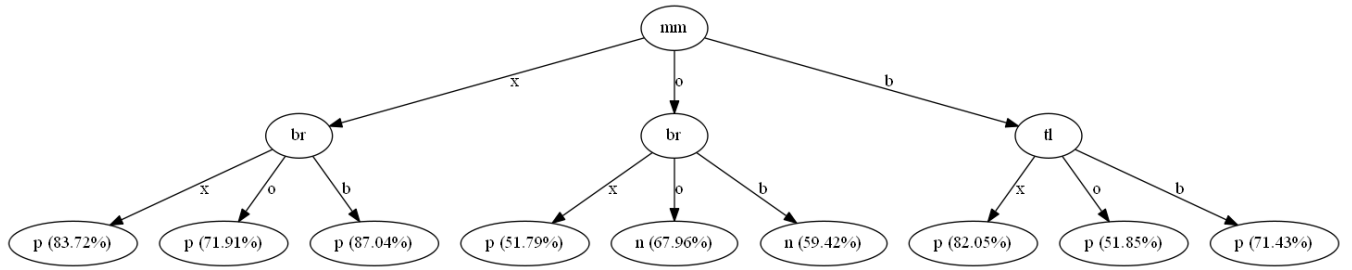 mm
x o b
br br tl
x o b x o b x o b
p (83.72%) p (71.91%) p (87.04%) p (51.79%) n (67.96%) n (59.42%) p (82.05%) p (51.85%) p (71.43%)